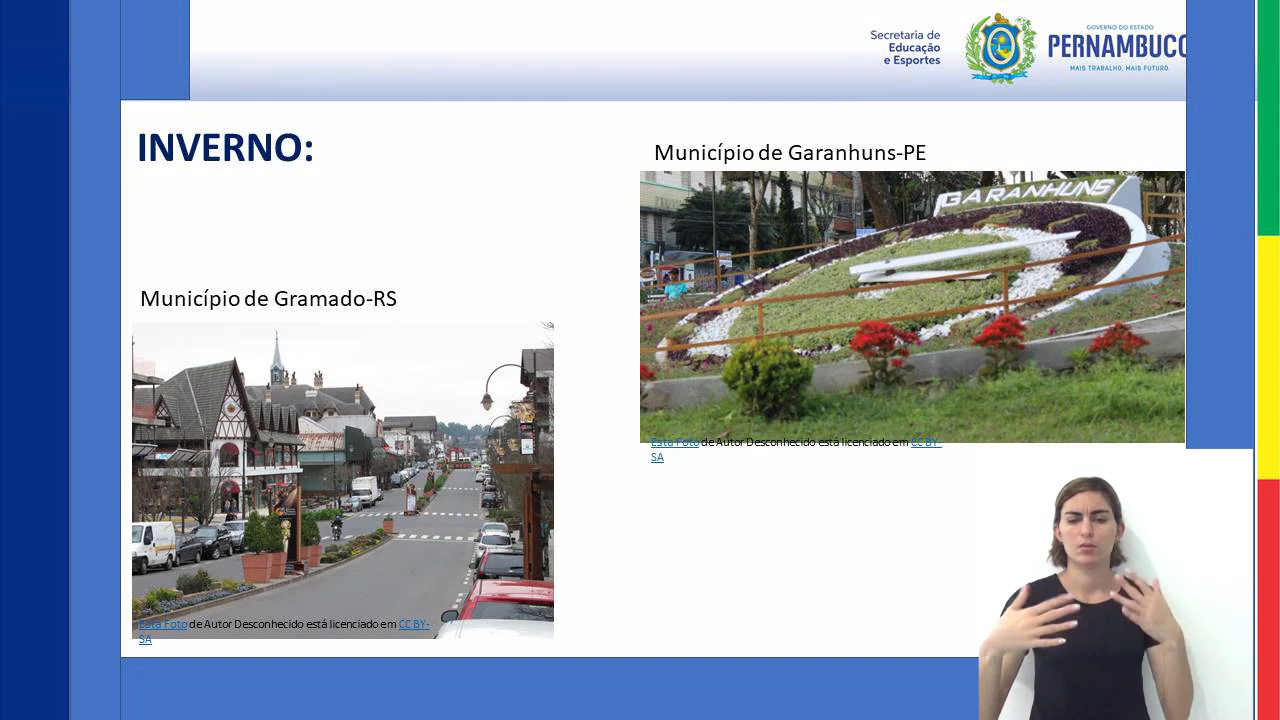 Secretaria de
Educação
e Esportes
GOVERNO DO ESTADO
PERNAMBUCO
MAIS TRABALHO, MAIS FUTURO.
INVERNO:
Município de Garanhuns-PE
GARANHUNS
Esta Foto de Autor Desconhecido está licenciado em CC BY-
SA
Município de Gramado-RS
Esta Foto de Autor Desconhecido está licenciado em CC BY-
SA